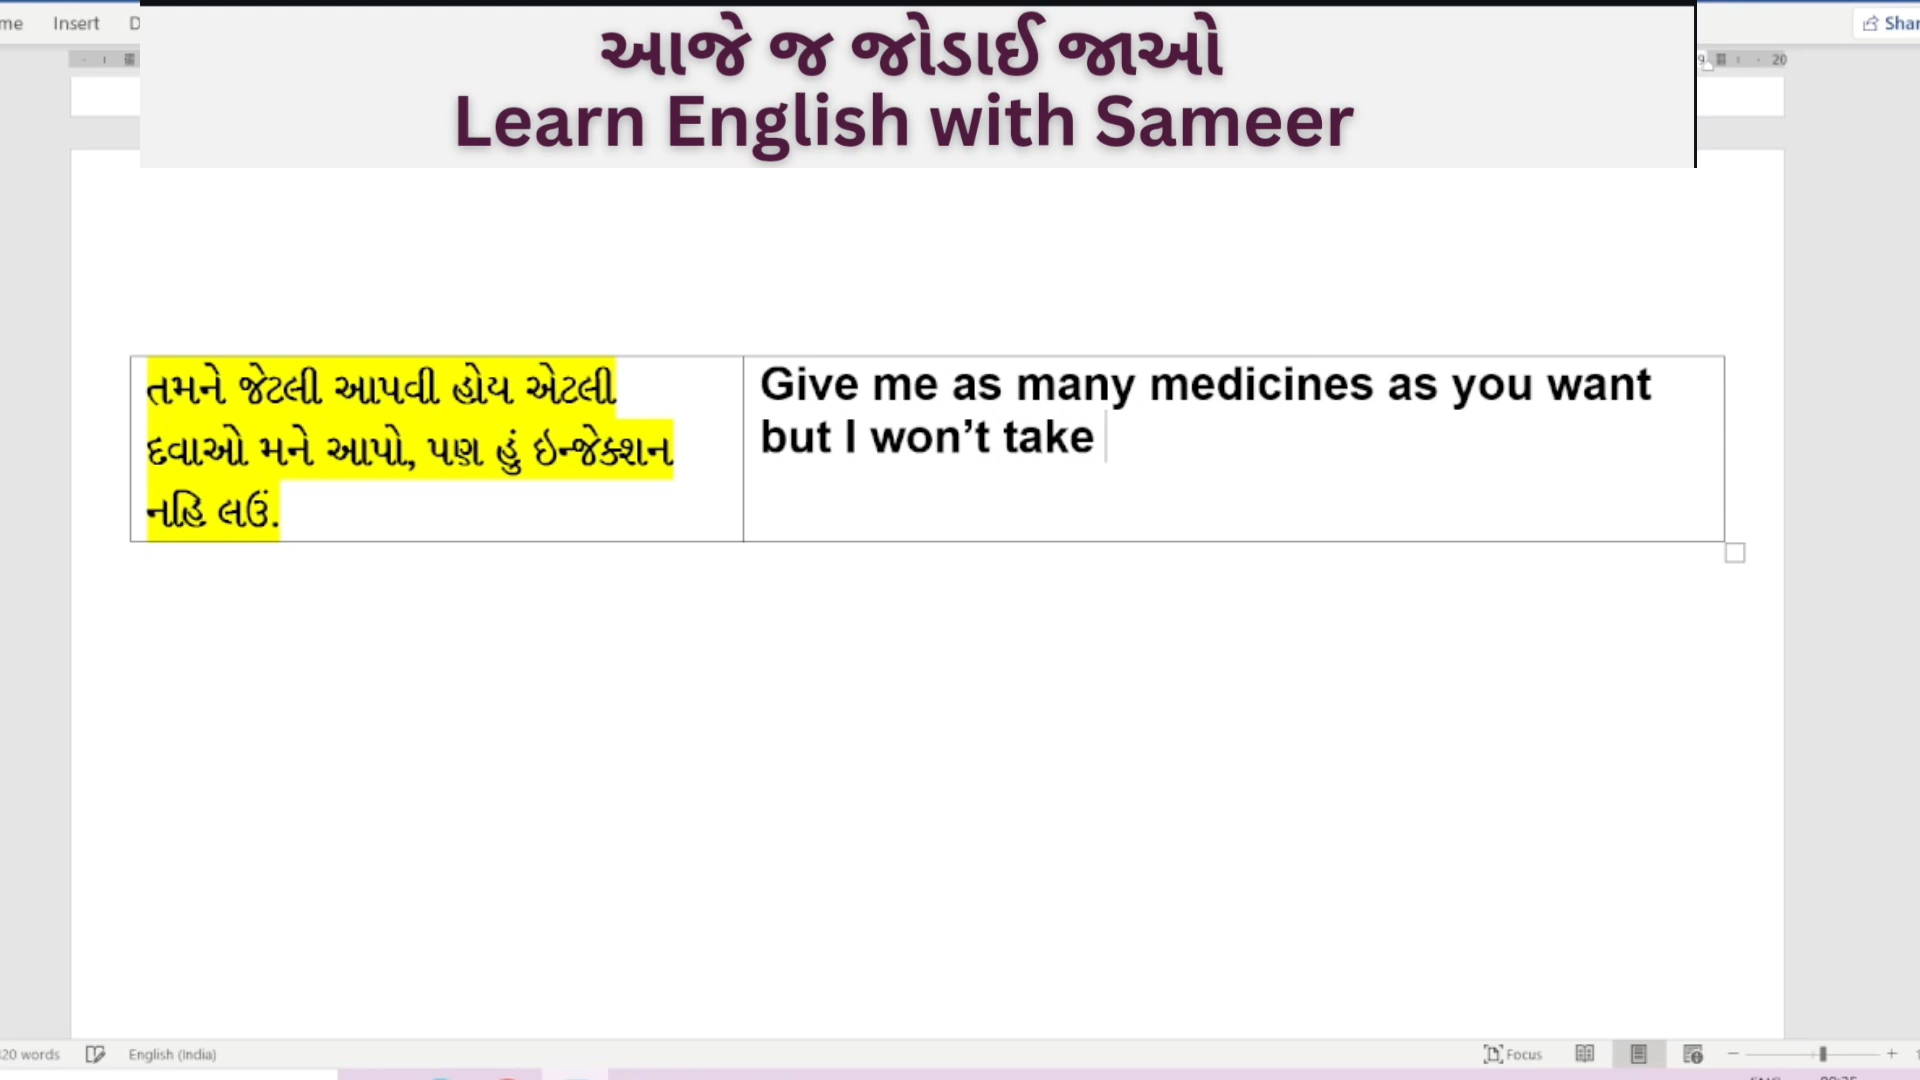 Insert
Shar
આજે જ જોડાઈ જાઓ
Learn English with Sameer
20
તમને જેટલી આપવી હોય એટલી
દવાઓ મને આપો, પણ હું ઇન્જેક્શન
નહિ લઉં.
Give me as many medicines as you want
but I won’t take
20 words
English (India)
Focus